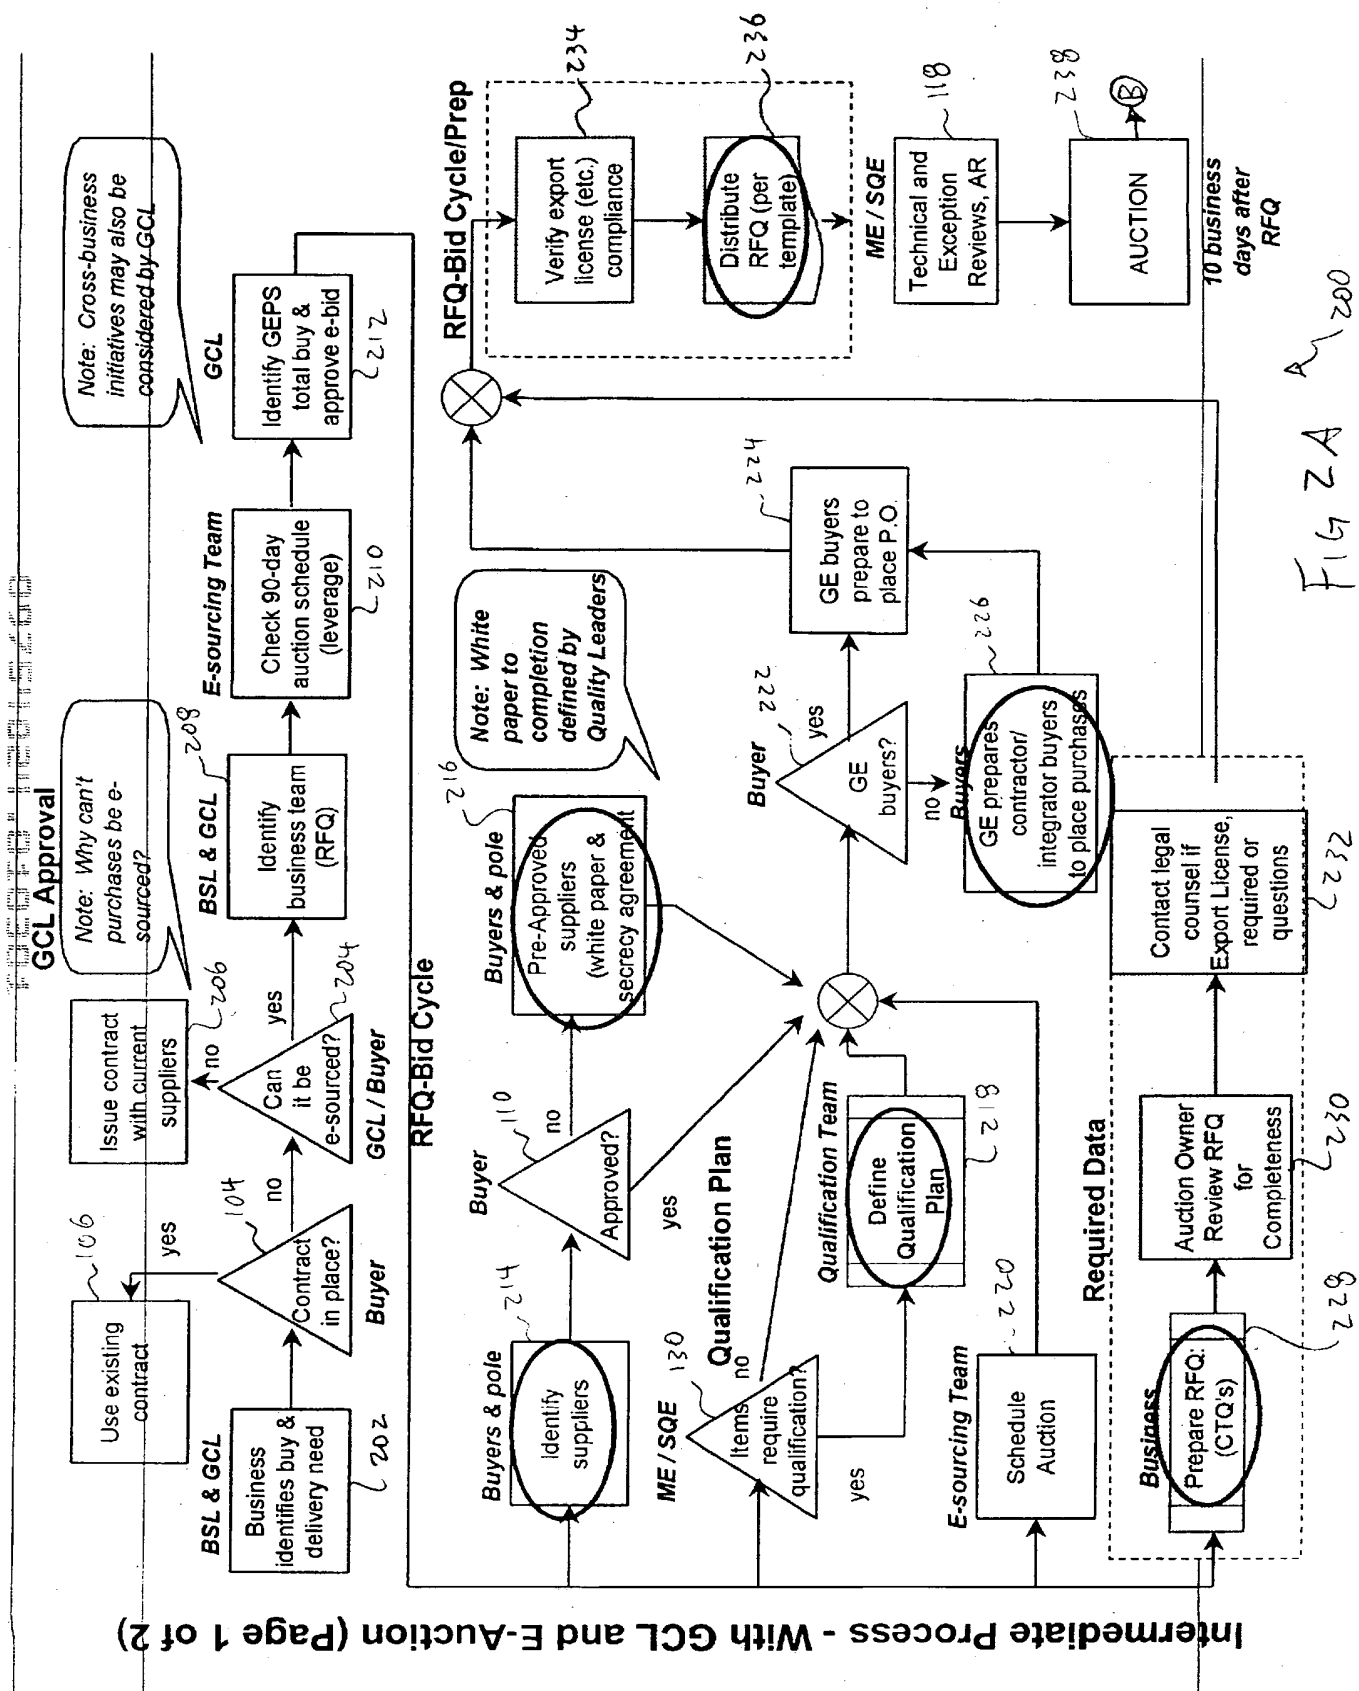 Intermediate Process - With GCL and E-Auction (Page 1 of 2)
GCL Approval
Use existing
contract
106
yes
BSL & GCL
Business
identifies buy &
delivery need
202
Contract
in place?
104
Buyer
no
Issue contract
with current
suppliers
206
no
Can
it be
e-sourced?
204
GCL / Buyer
yes
Note: Why can't
purchases be e-
sourced?
BSL & GCL
208
Identify
business team
(RFQ)
E-sourcing Team
Check 90-day
auction schedule
(leverage)
210
Note: Cross-business
initiatives may also be
considered by GCL
GCL
Identify GEPS
total buy &
approve e-bid
212
RFQ-Bid Cycle
Buyers & pole
214
Identify
suppliers
Buyer
110
Approved?
no
yes
Buyers & pole
216
Pre-Approved
suppliers
(white paper &
secrecy agreement
Note: White
paper to
completion
defined by
Quality Leaders
Qualification Plan
ME / SQE
130
Items
require
qualification?
no
yes
Qualification Team
Define
Qualification
Plan
218
E-sourcing Team
220
Schedule
Auction
Buyer
222
GE
buyers?
yes
no
224
GE buyers
prepare to
place P.O.
Buyers
226
GE prepares
contractor/
integrator buyers
to place purchases
Required Data
Business
Prepare RFQ:
(CTQ's)
228
Auction Owner
Review RFQ
for
Completeness
230
Contact legal
counsel if
Export License,
required or
questions
232
RFQ-Bid Cycle/Prep
Verify export
license (etc.)
compliance
234
Distribute
RFQ (per
template)
236
ME / SQE
Technical and
Exception
Reviews, AR
118
AUCTION
238
B
10 business
days after
RFQ
FIG 2A
200